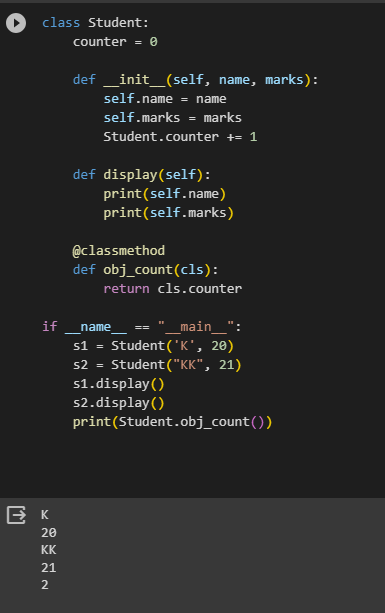 class Student:
    counter = 0

    def __init__(self, name, marks):
        self.name = name
        self.marks = marks
        Student.counter += 1

    def display(self):
        print(self.name)
        print(self.marks)

    @classmethod
    def obj_count(cls):
        return cls.counter

if __name__ == "__main__":
    s1 = Student('K', 20)
    s2 = Student("KK", 21)
    s1.display()
    s2.display()
    print(Student.obj_count())

K
20
KK
21
2